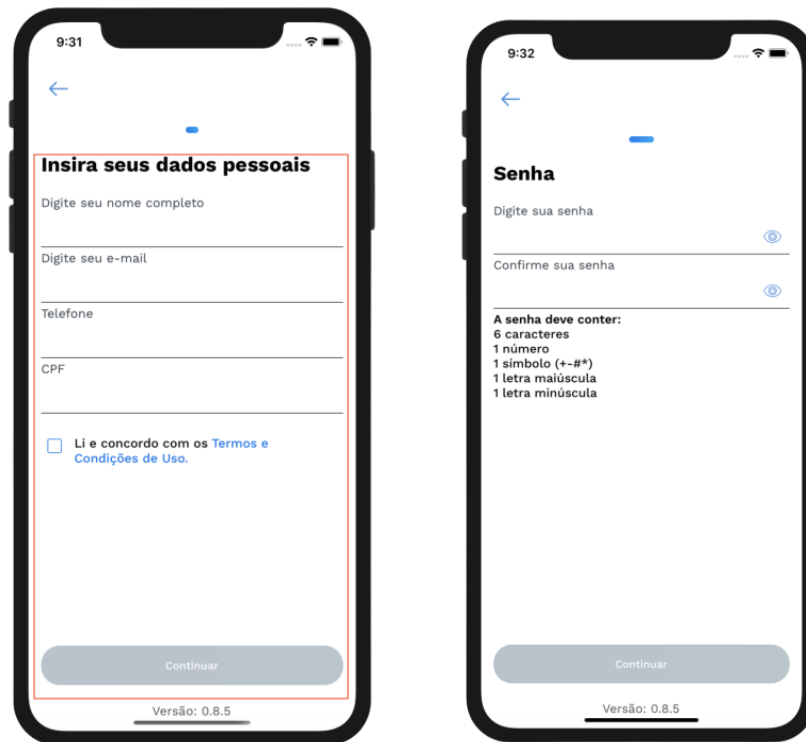 9:31
Insira seus dados pessoais
Digite seu nome completo
Digite seu e-mail
Telefone
CPF
Li e concordo com os Termos e
Condições de Uso.
Continuar
Versão: 0.8.5
9:32
Senha
Digite sua senha
Confirme sua senha
A senha deve conter:
6 caracteres
1 número
1 símbolo (+-#*)
1 letra maiúscula
1 letra minúscula
Continuar
Versão: 0.8.5